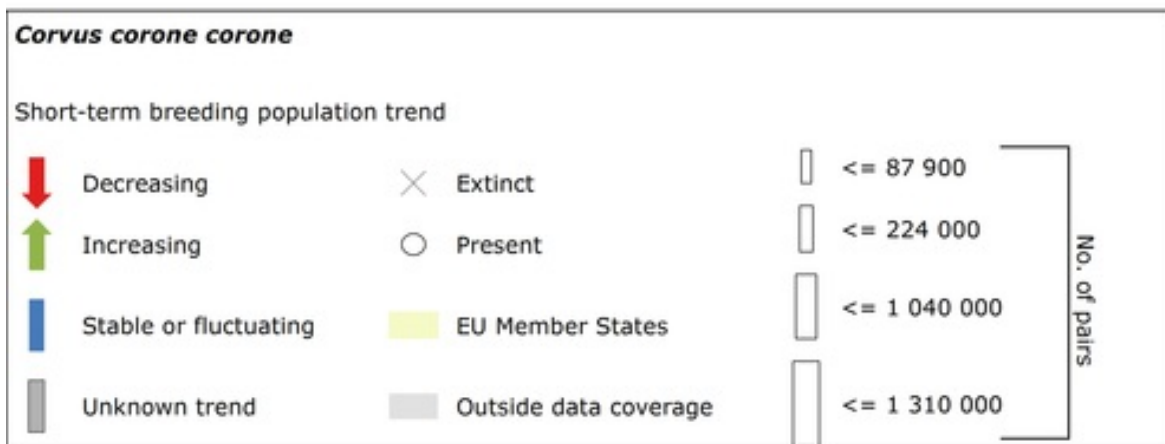 Corvus corone corone
Short-term breeding population trend
Decreasing
Increasing
Stable or fluctuating
Unknown trend
Extinct
Present
EU Member States
Outside data coverage
<= 87 900
<= 224 000
<= 1 040 000
<= 1 310 000
No. of pairs